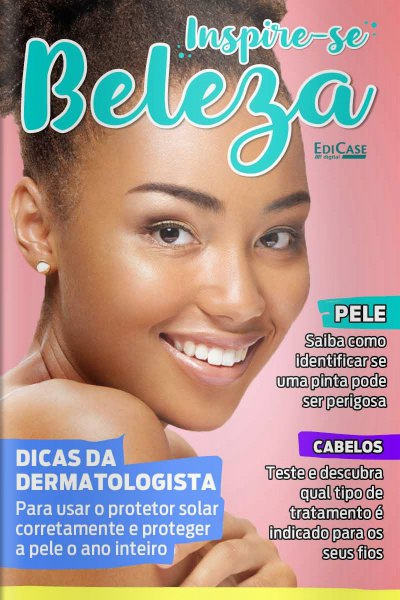 Inspire-se
Beleza
EDICASE
digital
PELE
Saiba como
identificar se
uma pinta pode
ser perigosa
CABELOS
Teste e descubra
qual tipo de
tratamento é
indicado para os
seus fios
DICAS DA
DERMATOLOGISTA
Para usar o protetor solar
corretamente e proteger
a pele o ano inteiro